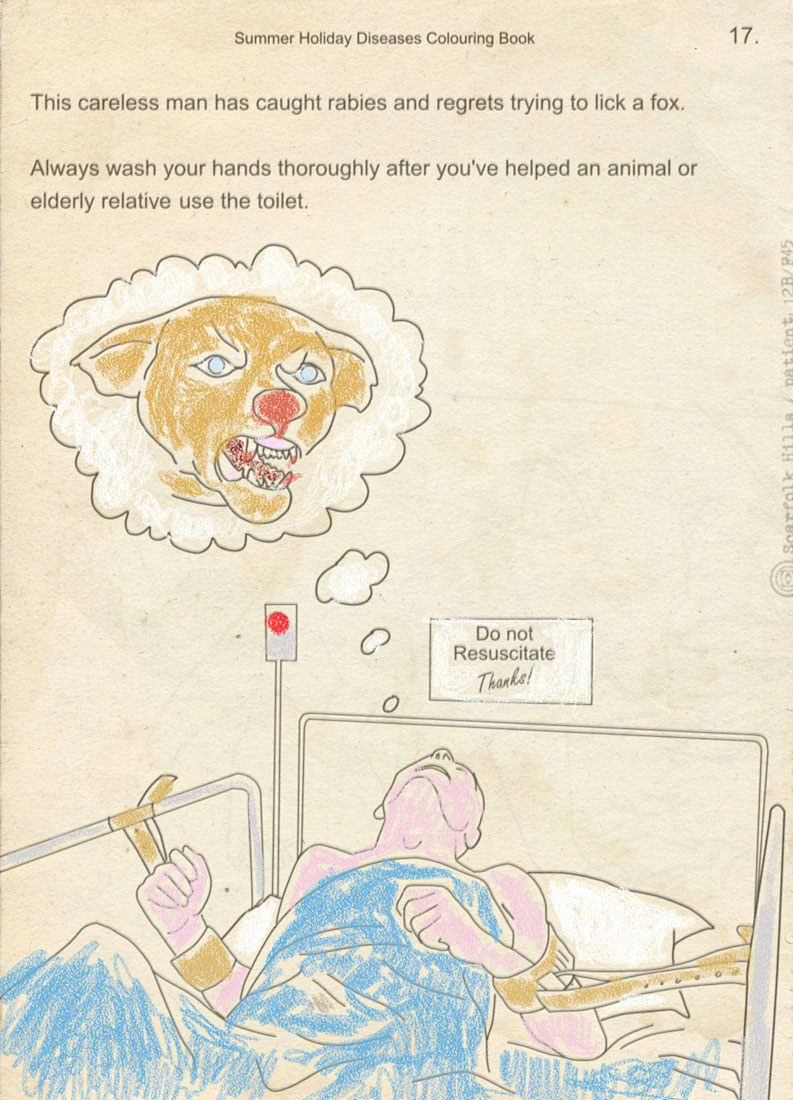 Summer Holiday Diseases Colouring Book
17.
This careless man has caught rabies and regrets trying to lick a fox.
Always wash your hands thoroughly after you've helped an animal or
elderly relative use the toilet.
Do not
Resuscitate
Thanks!
Scarfolk Hills / patient 12B/P45